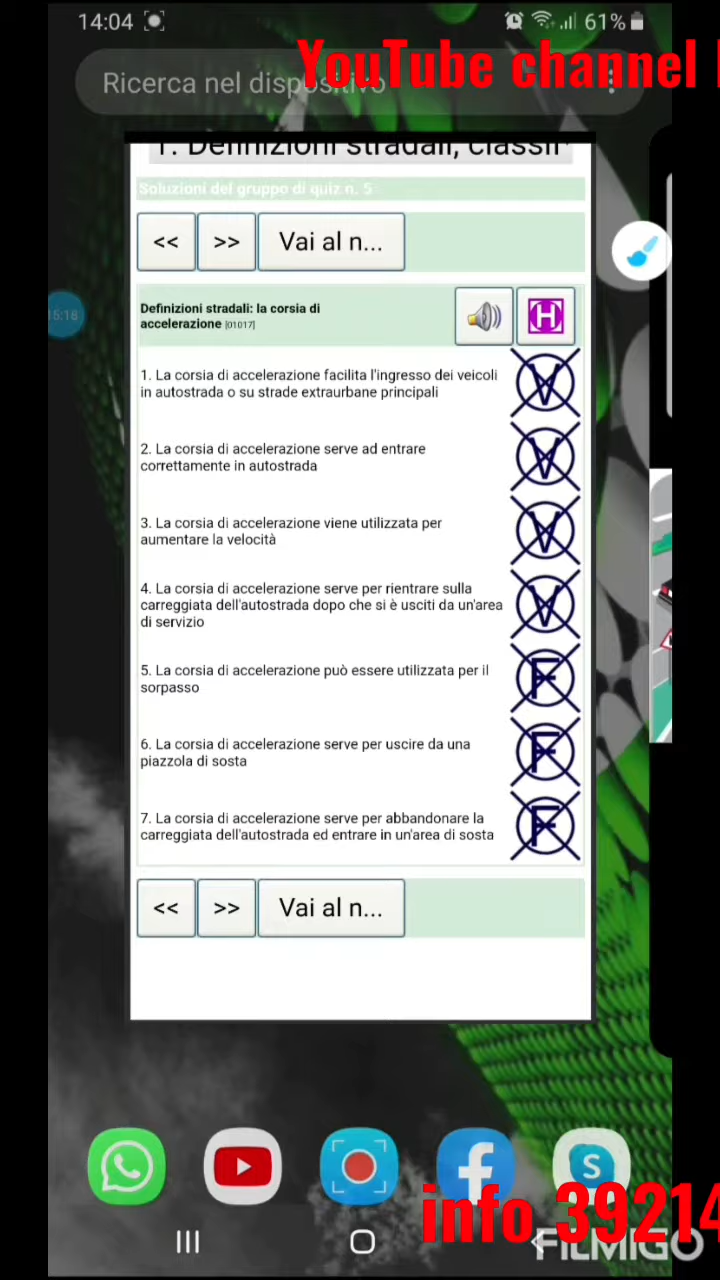 14:04
61%
YouTube channel
Ricerca nel dispositivo
1. Definizioni stradali, classif
Soluzioni del gruppo di quiz n. 5
<< >> Vai al n...
15:18
Definizioni stradali: la corsia di
accelerazione [01017]
H
1. La corsia di accelerazione facilita l'ingresso dei veicoli
in autostrada o su strade extraurbane principali
V
2. La corsia di accelerazione serve ad entrare
correttamente in autostrada
V
3. La corsia di accelerazione viene utilizzata per
aumentare la velocità
V
4. La corsia di accelerazione serve per rientrare sulla
carreggiata dell'autostrada dopo che si è usciti da un'area
di servizio
V
5. La corsia di accelerazione può essere utilizzata per il
sorpasso
F
6. La corsia di accelerazione serve per uscire da una
piazzola di sosta
F
7. La corsia di accelerazione serve per abbandonare la
carreggiata dell'autostrada ed entrare in un'area di sosta
F
<< >> Vai al n...
info 39214
FILMIGO